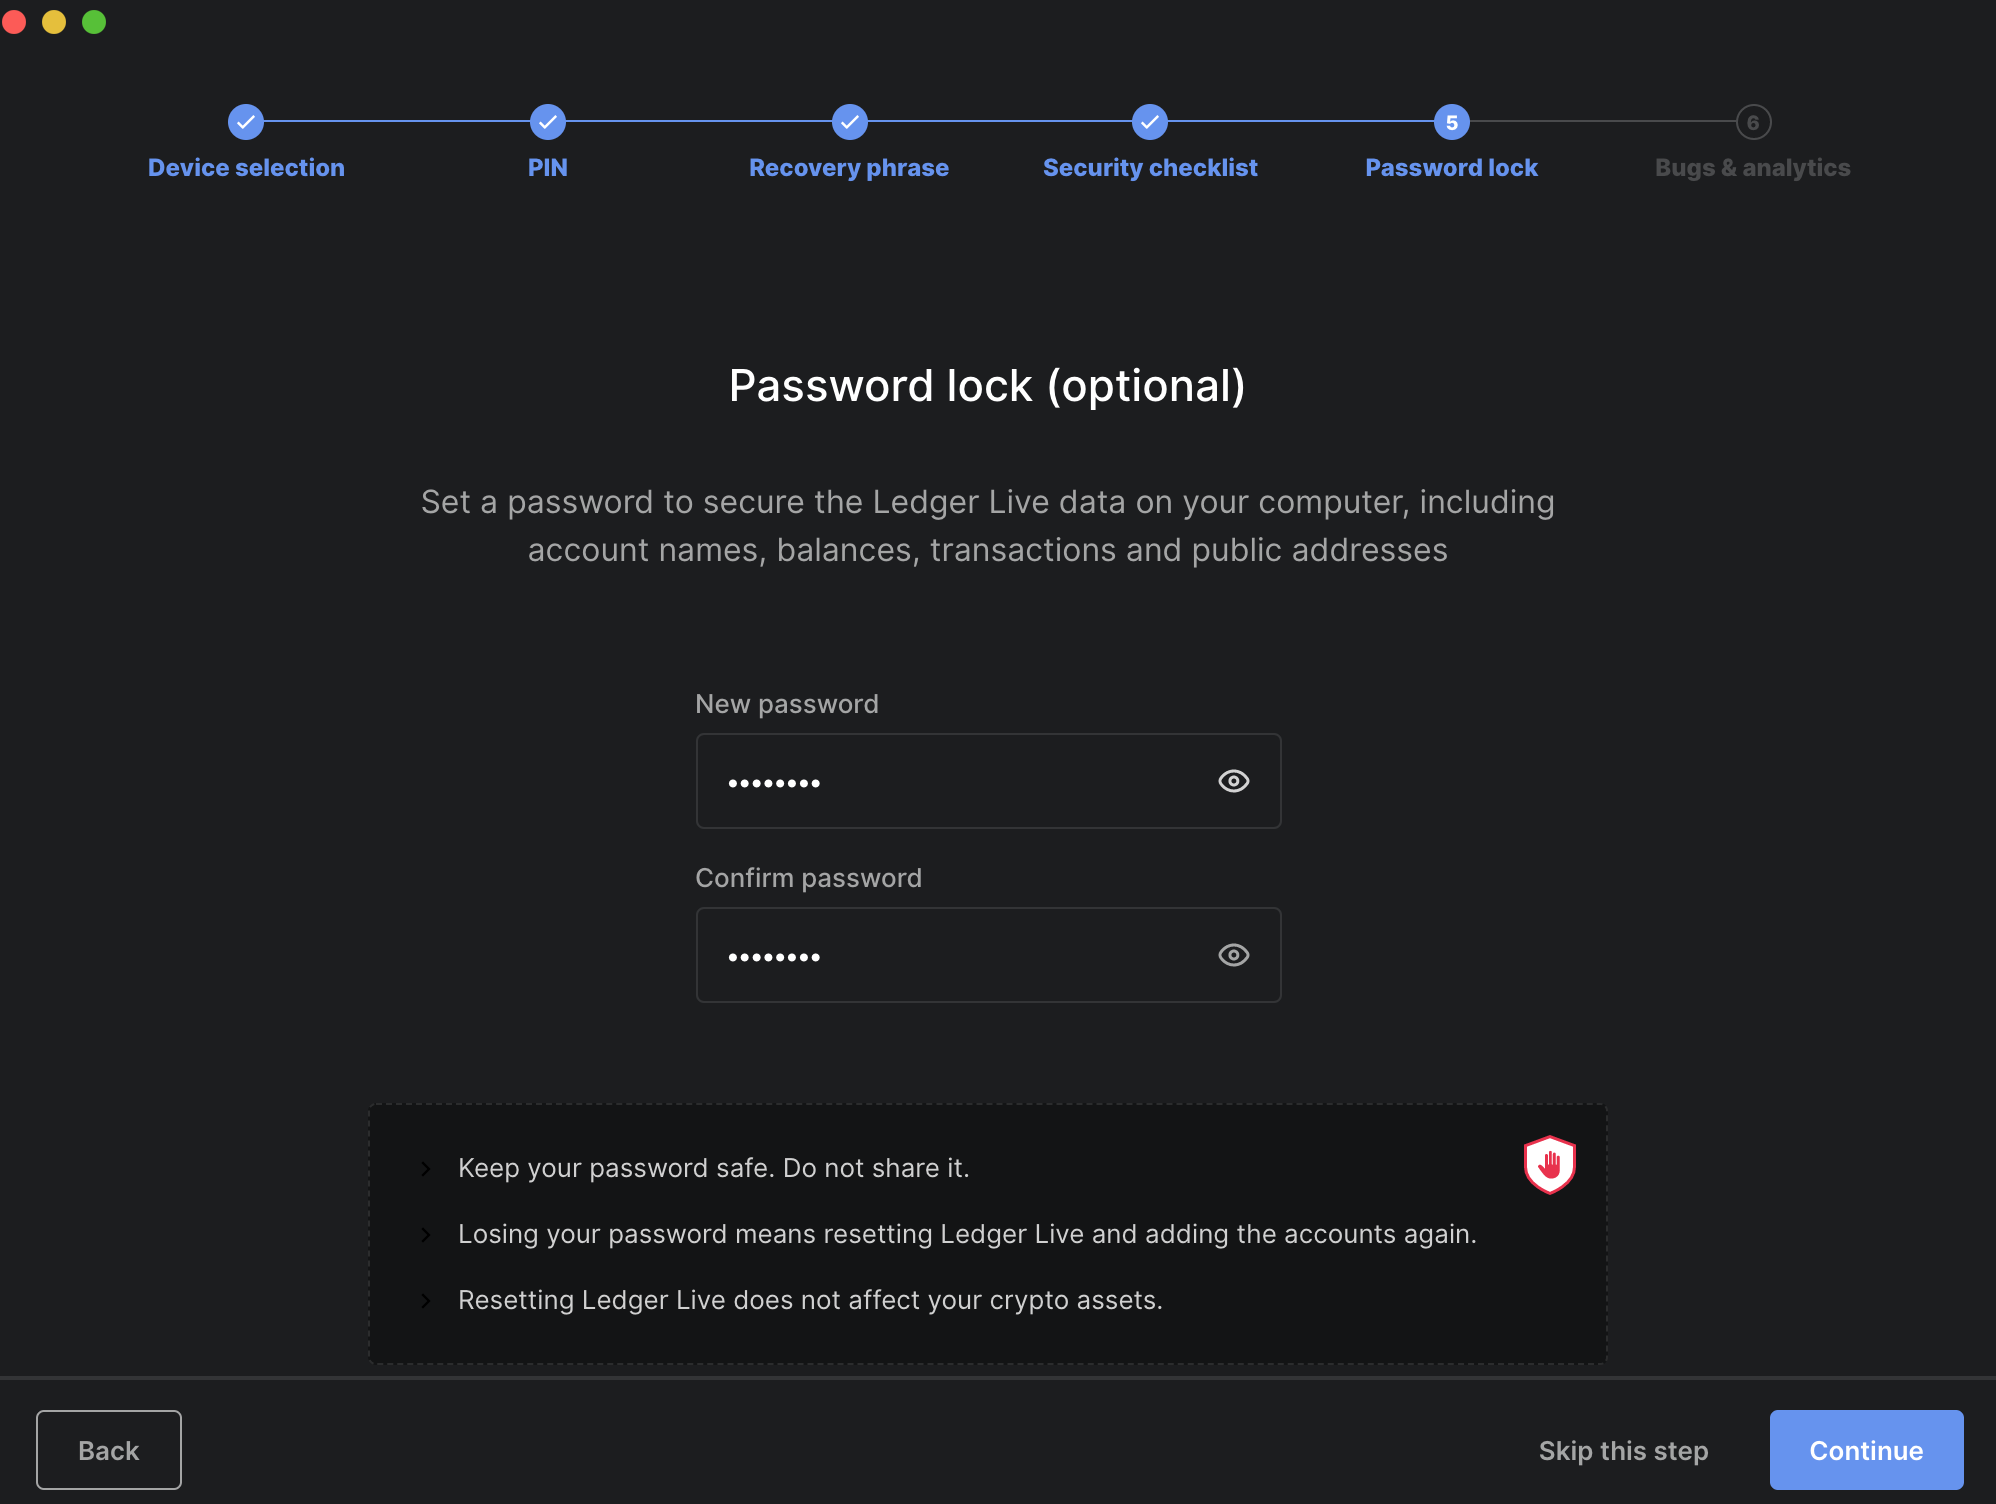 5
6
Device selection
PIN
Recovery phrase
Security checklist
Password lock
Bugs & analytics
Password lock (optional)
Set a password to secure the Ledger Live data on your computer, including
account names, balances, transactions and public addresses
New password
••••••••
Confirm password
••••••••
Keep your password safe. Do not share it.
Losing your password means resetting Ledger Live and adding the accounts again.
Resetting Ledger Live does not affect your crypto assets.
Back
Skip this step
Continue